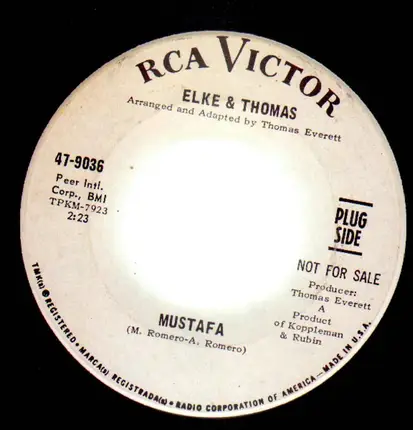 RCA VICTOR
ELKE & THOMAS
Arranged and Adapted by Thomas Everett
47-9036
Peer Intl.
Corp., BMI
TPKM-7923
2:23
PLUG
SIDE
NOT FOR SALE
Producer:
Thomas Everett
A
Product
of Koppleman
& Rubin
MUSTAFA
(M. Romero-A. Romero)
TMK(s) ® REGISTERED • MARCA(s) REGISTRADA(s) • RADIO CORPORATION OF AMERICA—MADE IN U.S.A.